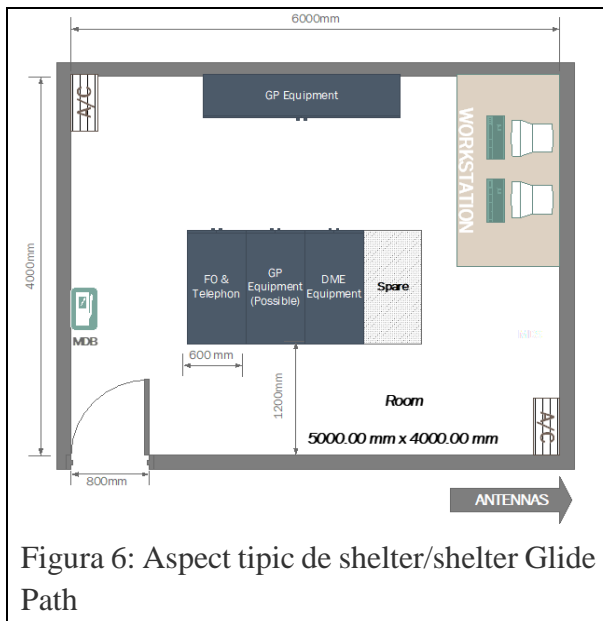 6000mm
A/C
GP Equipment
WORKSTATION
4000mm
FO &
Telephon
GP
Equipment
(Possible)
DME
Equipment
Spare
MDB
600 mm
1200mm
Room
5000.00 mm x 4000.00 mm
A/C
800mm
ANTENNAS
Figura 6: Aspect tipic de shelter/shelter Glide
Path